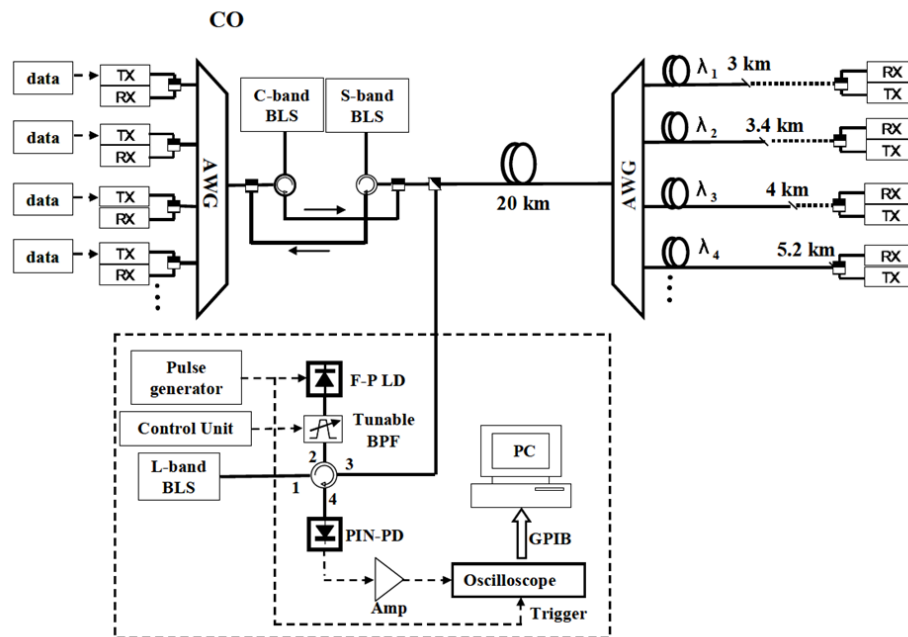 CO
data
TX
RX
data
TX
RX
data
TX
RX
data
TX
RX
AWG
C-band
BLS
S-band
BLS
20 km
AWG
λ1
3 km
RX
TX
λ2
3.4 km
RX
TX
λ3
4 km
RX
TX
λ4
5.2 km
RX
TX
Pulse
generator
F-P LD
Control Unit
Tunable
BPF
L-band
BLS
1
2
3
4
PIN-PD
Amp
PC
GPIB
Oscilloscope
Trigger